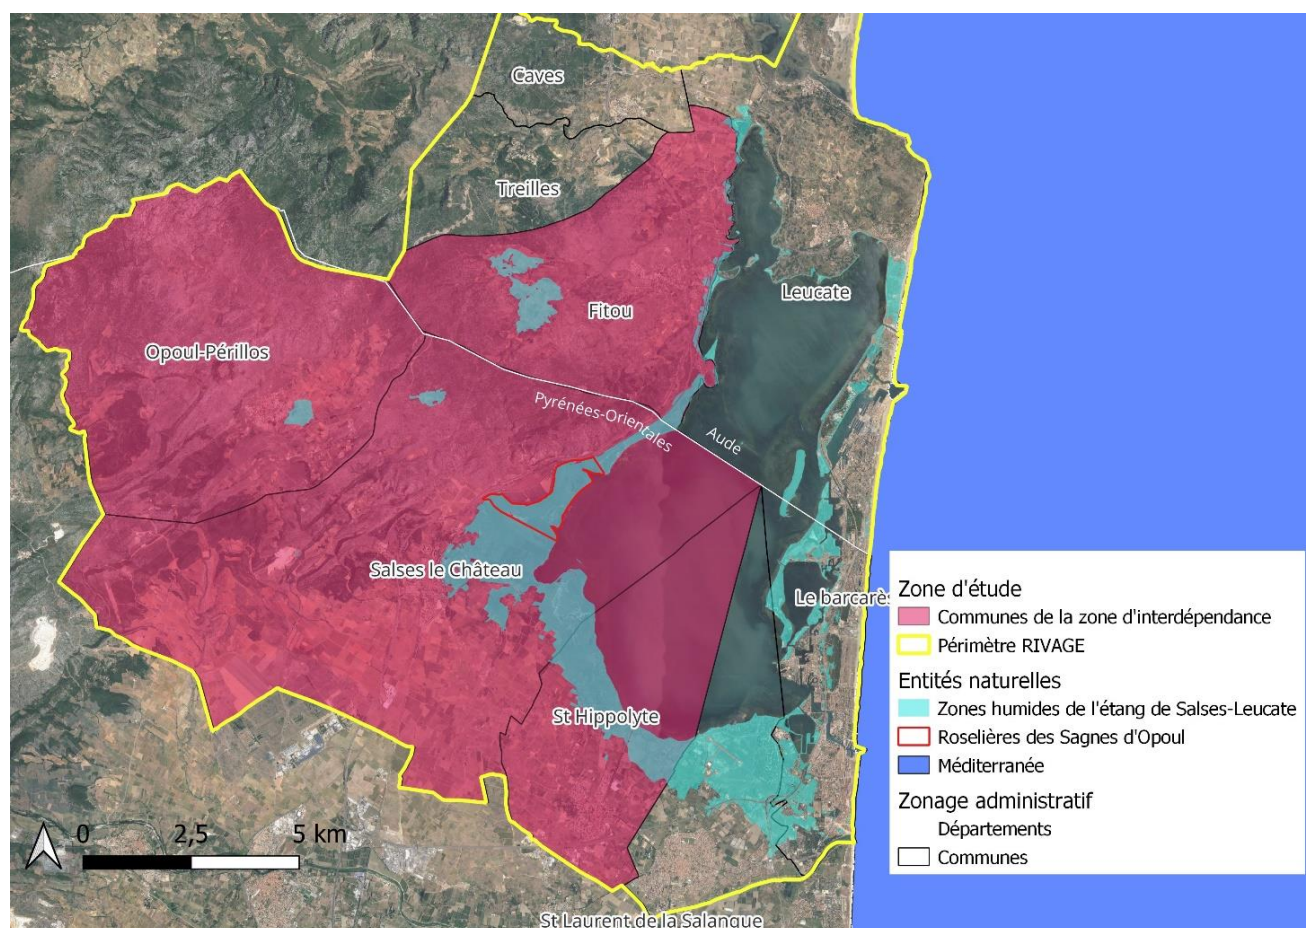 Caves
Treilles
Leucate
Fitou
Opoul-Périllos
Pyrénées-Orientales
Aude
Salses le Château
Le barcarès
St Hippolyte
St Laurent de la Salanque
0 2,5 5 km
Zone d'étude
Communes de la zone d'interdépendance
Périmètre RIVAGE
Entités naturelles
Zones humides de l'étang de Salses-Leucate
Roselières des Sagnes d'Opoul
Méditerranée
Zonage administratif
Départements
Communes